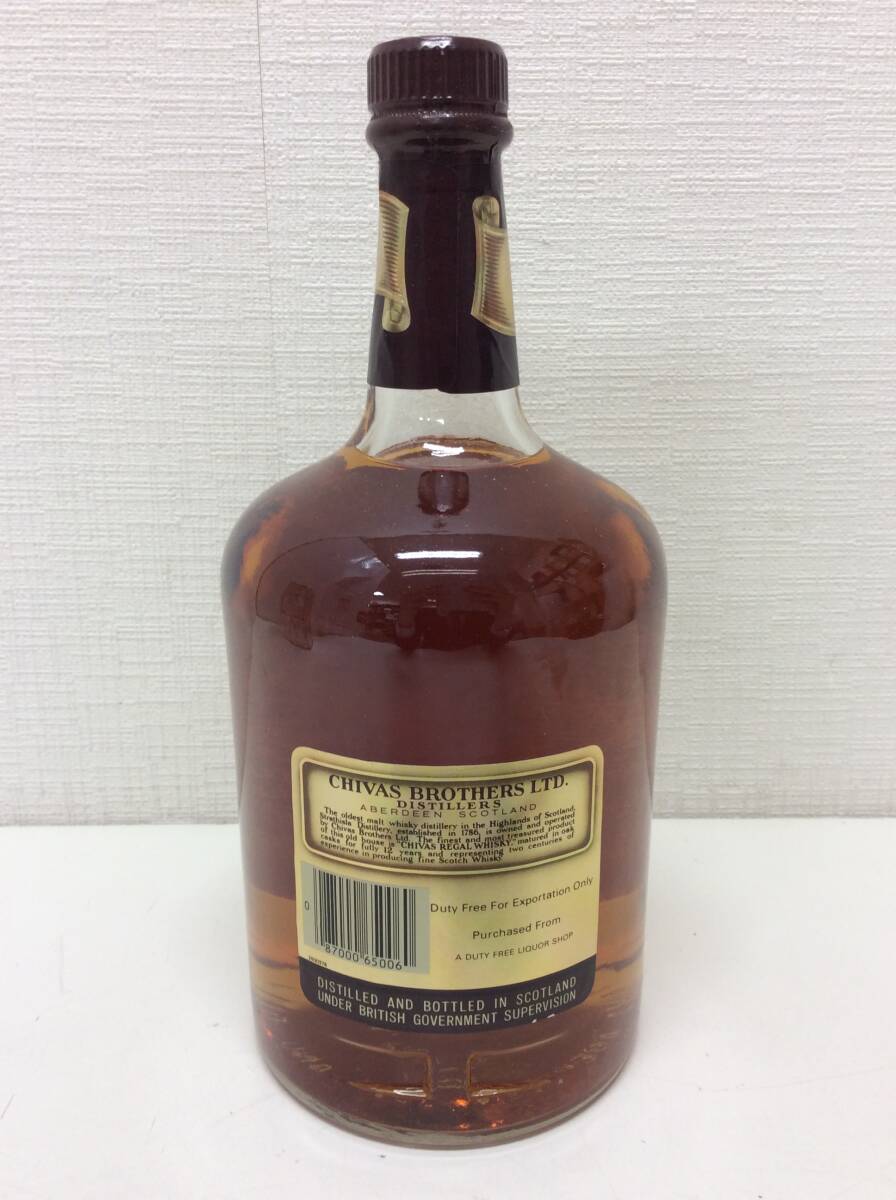 CHIVAS BROTHERS LTD.
DISTILLERS
ABERDEEN SCOTLAND
The oldest malt whisky distillery in the Highlands of Scotland,
Strathisla Distillery, established in 1786, is owned and operated
by Chivas Brothers Ltd. The finest and most treasured product
of this old house is "CHIVAS REGAL WHISKY," matured in oak
casks for fully 12 years and representing two centuries of
experience in producing fine Scotch Whisky
Duty Free For Exportation Only
Purchased From
A DUTY FREE LIQUOR SHOP
0
87000 65006
DISTILLED AND BOTTLED IN SCOTLAND
UNDER BRITISH GOVERNMENT SUPERVISION